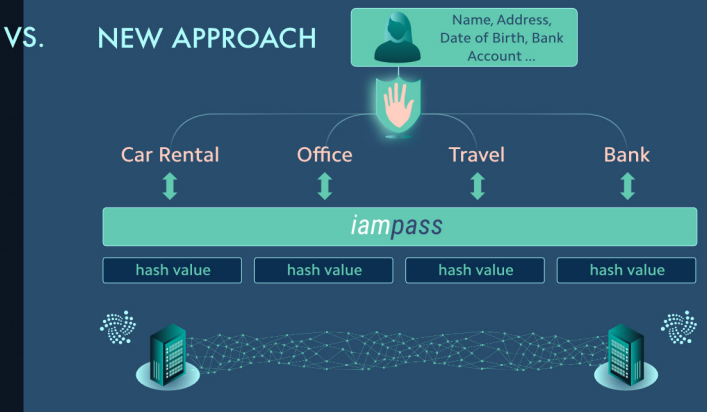 VS.
NEW APPROACH
Name, Address,
Date of Birth, Bank
Account ...
Car Rental
Office
Travel
Bank
iampass
hash value
hash value
hash value
hash value